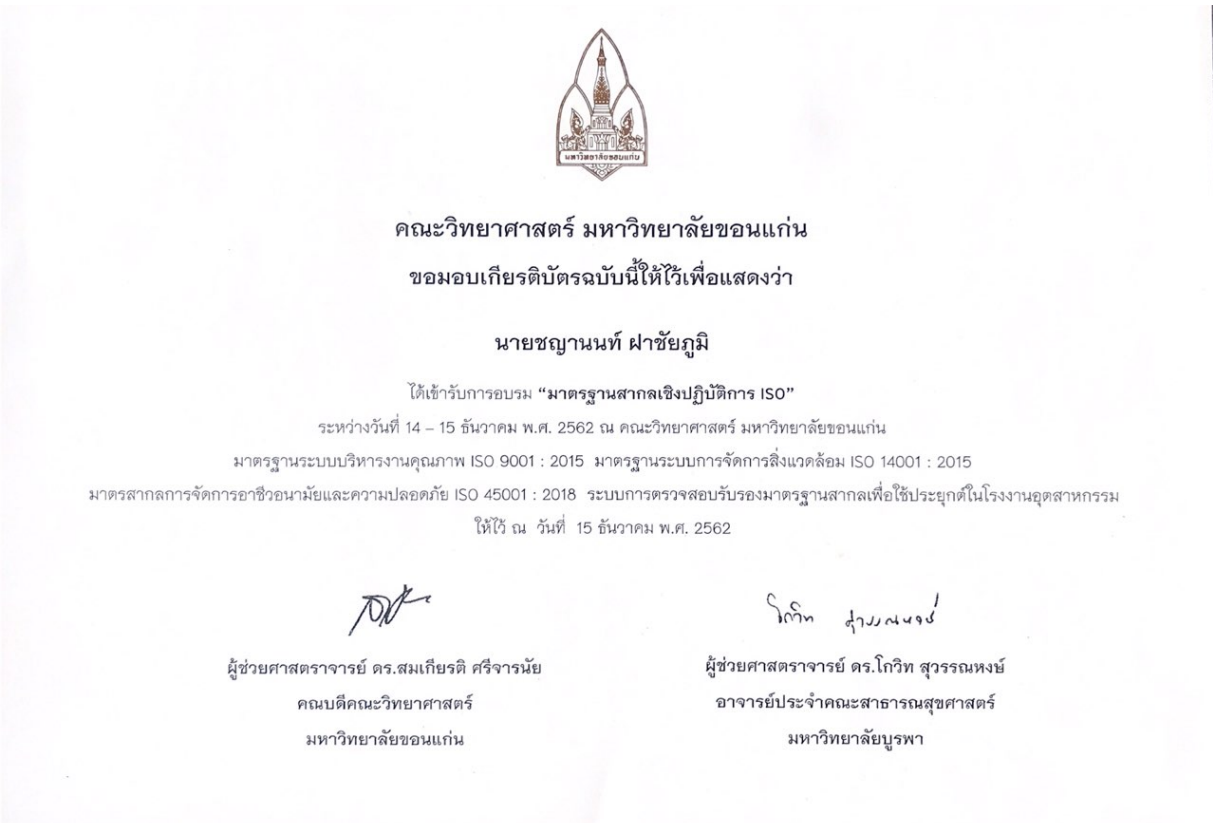 มหาวิทยาลัยขอนแก่น
คณะวิทยาศาสตร์ มหาวิทยาลัยขอนแก่น
ขอมอบเกียรติบัตรฉบับนี้ให้ไว้เพื่อแสดงว่า
นายชญานนท์ ฝาชัยภูมิ
ได้เข้ารับการอบรม “มาตรฐานสากลเชิงปฏิบัติการ ISO”
ระหว่างวันที่ 14 – 15 ธันวาคม พ.ศ. 2562 ณ คณะวิทยาศาสตร์ มหาวิทยาลัยขอนแก่น
มาตรฐานระบบบริหารงานคุณภาพ ISO 9001 : 2015 มาตรฐานระบบการจัดการสิ่งแวดล้อม ISO 14001 : 2015
มาตรสากลการจัดการอาชีวอนามัยและความปลอดภัย ISO 45001 : 2018 ระบบการตรวจสอบรับรองมาตรฐานสากลเพื่อใช้ประยุกต์ในโรงงานอุตสาหกรรม
ให้ไว้ ณ วันที่ 15 ธันวาคม พ.ศ. 2562
โกวิท สุวรรณหงษ์
ผู้ช่วยศาสตราจารย์ ดร.สมเกียรติ ศรีจารนัย
คณบดีคณะวิทยาศาสตร์
มหาวิทยาลัยขอนแก่น
ผู้ช่วยศาสตราจารย์ ดร.โกวิท สุวรรณหงษ์
อาจารย์ประจำคณะสาธารณสุขศาสตร์
มหาวิทยาลัยบูรพา